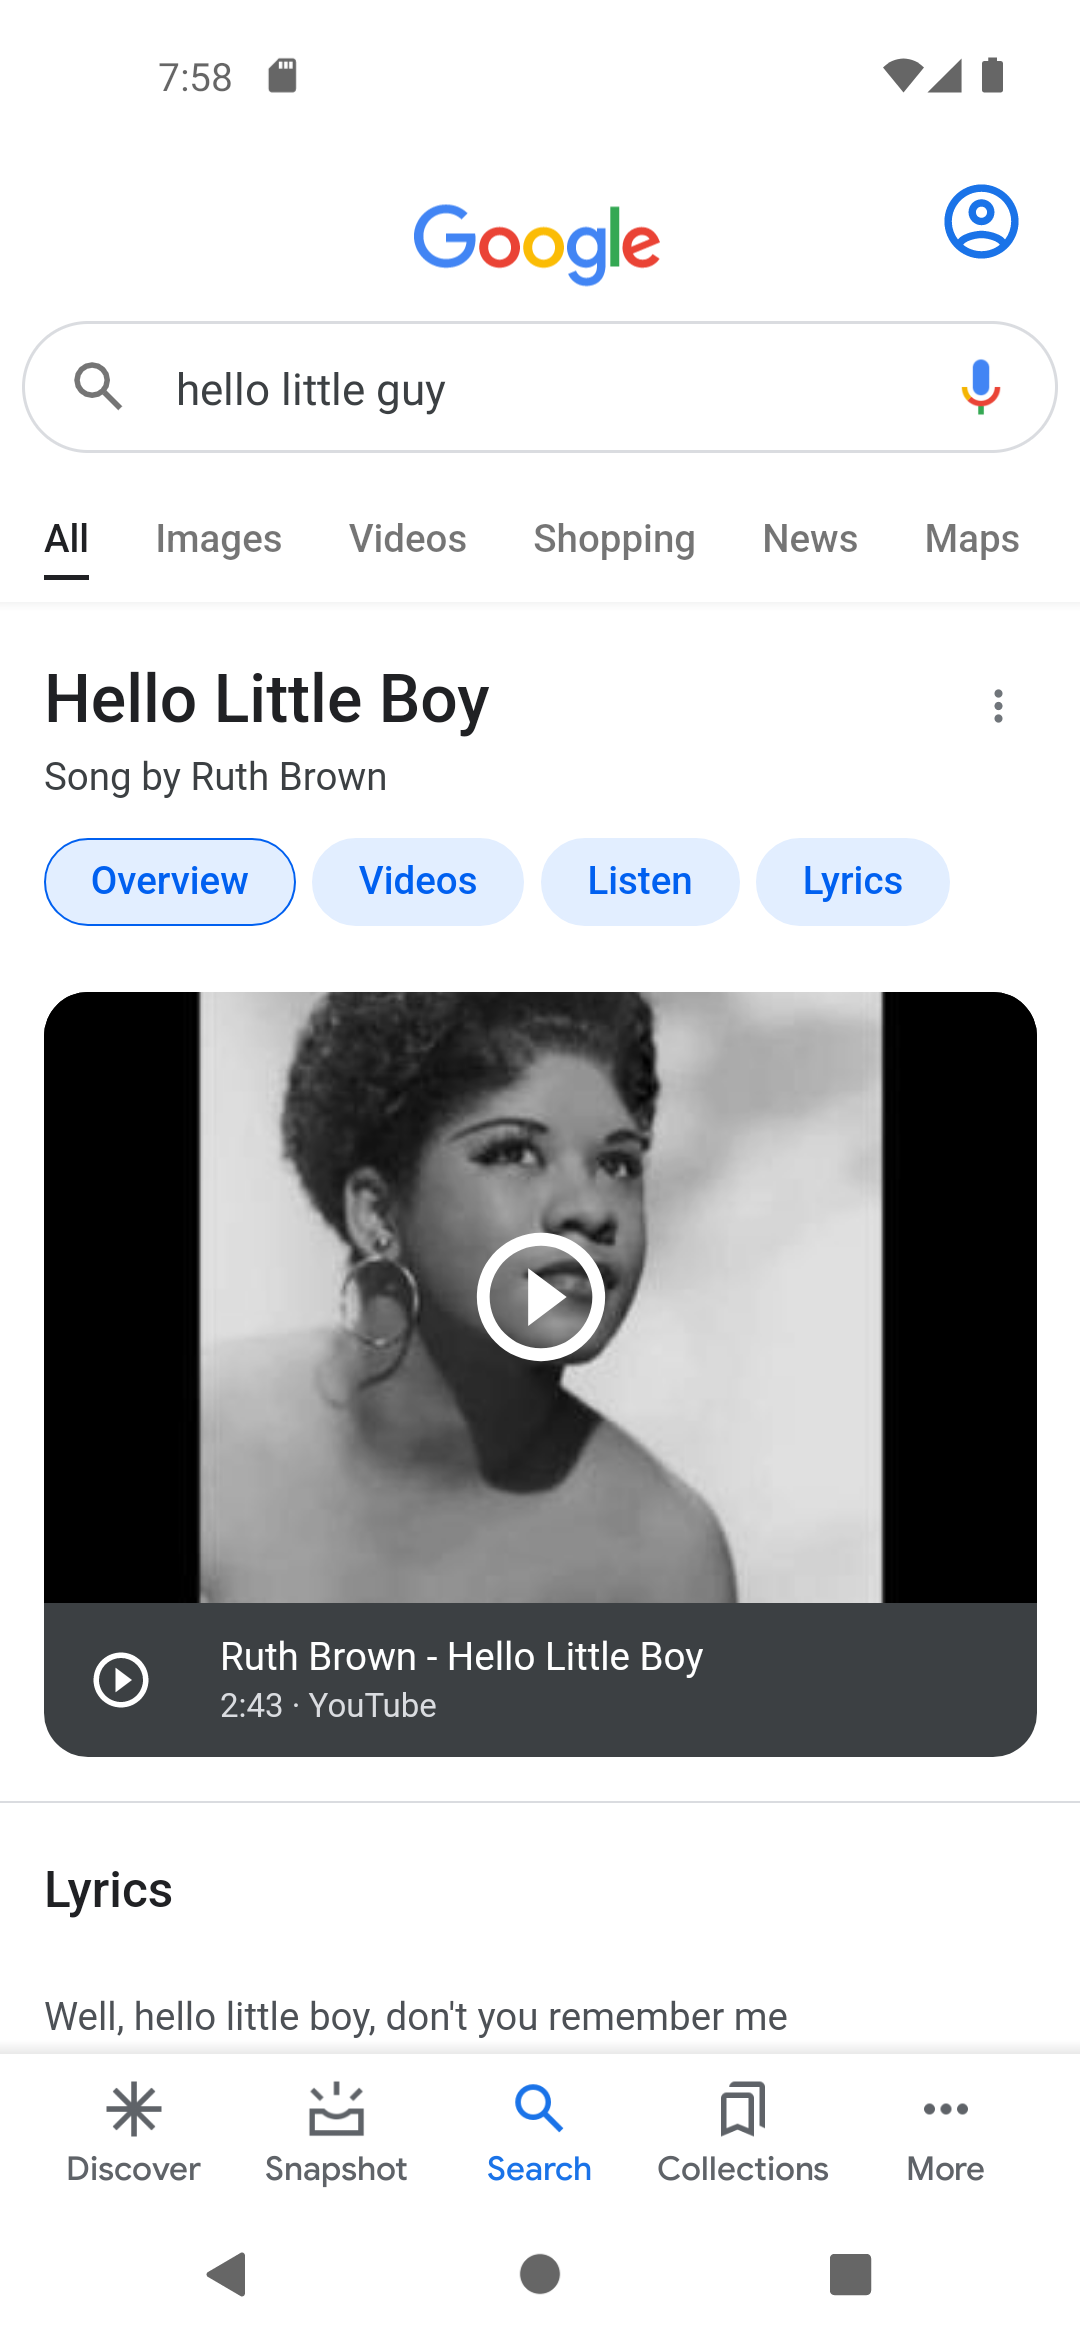 7:58
Google
hello little guy
All Images Videos Shopping News Maps
Hello Little Boy
Song by Ruth Brown
Overview Videos Listen Lyrics
Ruth Brown - Hello Little Boy
2:43 · YouTube
Lyrics
Well, hello little boy, don't you remember me
Discover Snapshot Search Collections More